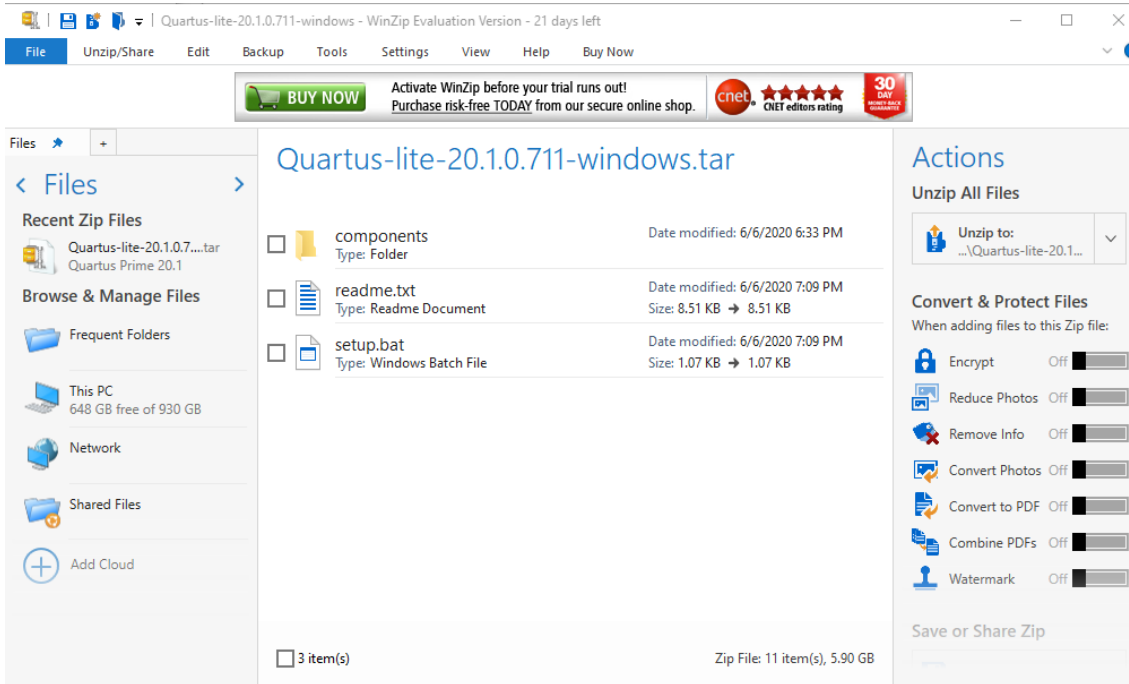 Quartus-lite-20.1.0.711-windows - WinZip Evaluation Version - 21 days left
File Unzip/Share Edit Backup Tools Settings View Help Buy Now
BUY NOW
Activate WinZip before your trial runs out!
Purchase risk-free TODAY from our secure online shop.
cnet
CNET editors rating
30
DAY
MONEY-BACK
GUARANTEE
Files +
Files
Recent Zip Files
Quartus-lite-20.1.0.7....tar
Quartus Prime 20.1
Browse & Manage Files
Frequent Folders
This PC
648 GB free of 930 GB
Network
Shared Files
Add Cloud
Quartus-lite-20.1.0.711-windows.tar
components Date modified: 6/6/2020 6:33 PM
Type: Folder
readme.txt Date modified: 6/6/2020 7:09 PM
Type: Readme Document Size: 8.51 KB → 8.51 KB
setup.bat Date modified: 6/6/2020 7:09 PM
Type: Windows Batch File Size: 1.07 KB → 1.07 KB
3 item(s) Zip File: 11 item(s), 5.90 GB
Actions
Unzip All Files
Unzip to:
...\Quartus-lite-20.1...
Convert & Protect Files
When adding files to this Zip file:
Encrypt Off
Reduce Photos Off
Remove Info Off
Convert Photos Off
Convert to PDF Off
Combine PDFs Off
Watermark Off
Save or Share Zip